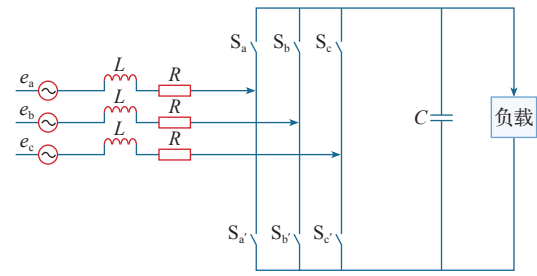 Sa Sb Sc
L
ea R
L
eb R
L
ec R
C 负载
Sa′ Sb′ Sc′